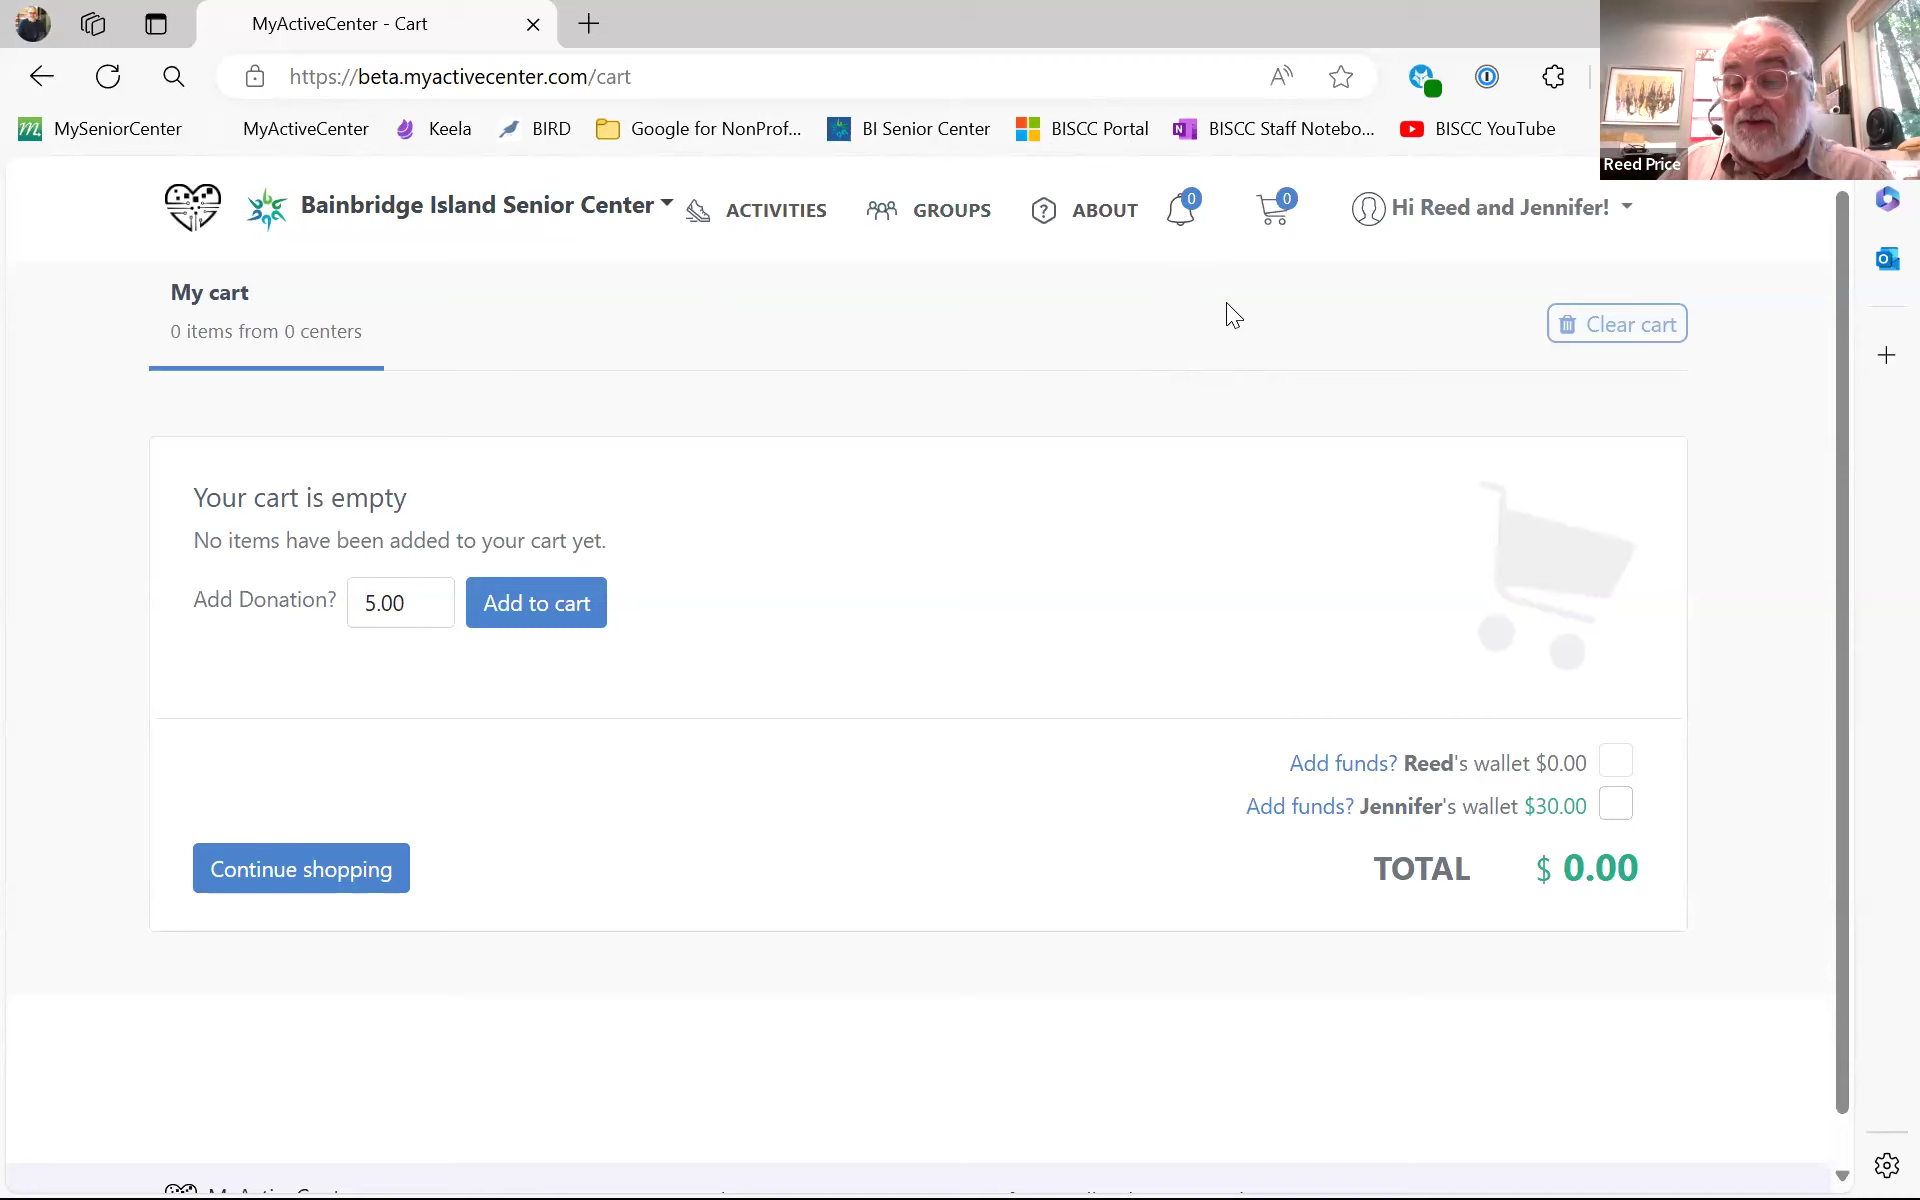 MyActiveCenter - Cart
https://beta.myactivecenter.com/cart
MySeniorCenter
MyActiveCenter
Keela
BIRD
Google for NonProf...
BI Senior Center
BISCC Portal
BISCC Staff Notebo...
BISCC YouTube
Reed Price
Bainbridge Island Senior Center
ACTIVITIES
GROUPS
ABOUT
0
0
Hi Reed and Jennifer!
My cart
0 items from 0 centers
Clear cart
Your cart is empty
No items have been added to your cart yet.
Add Donation? 5.00 Add to cart
Add funds? Reed's wallet $0.00
Add funds? Jennifer's wallet $30.00
Continue shopping
TOTAL $ 0.00